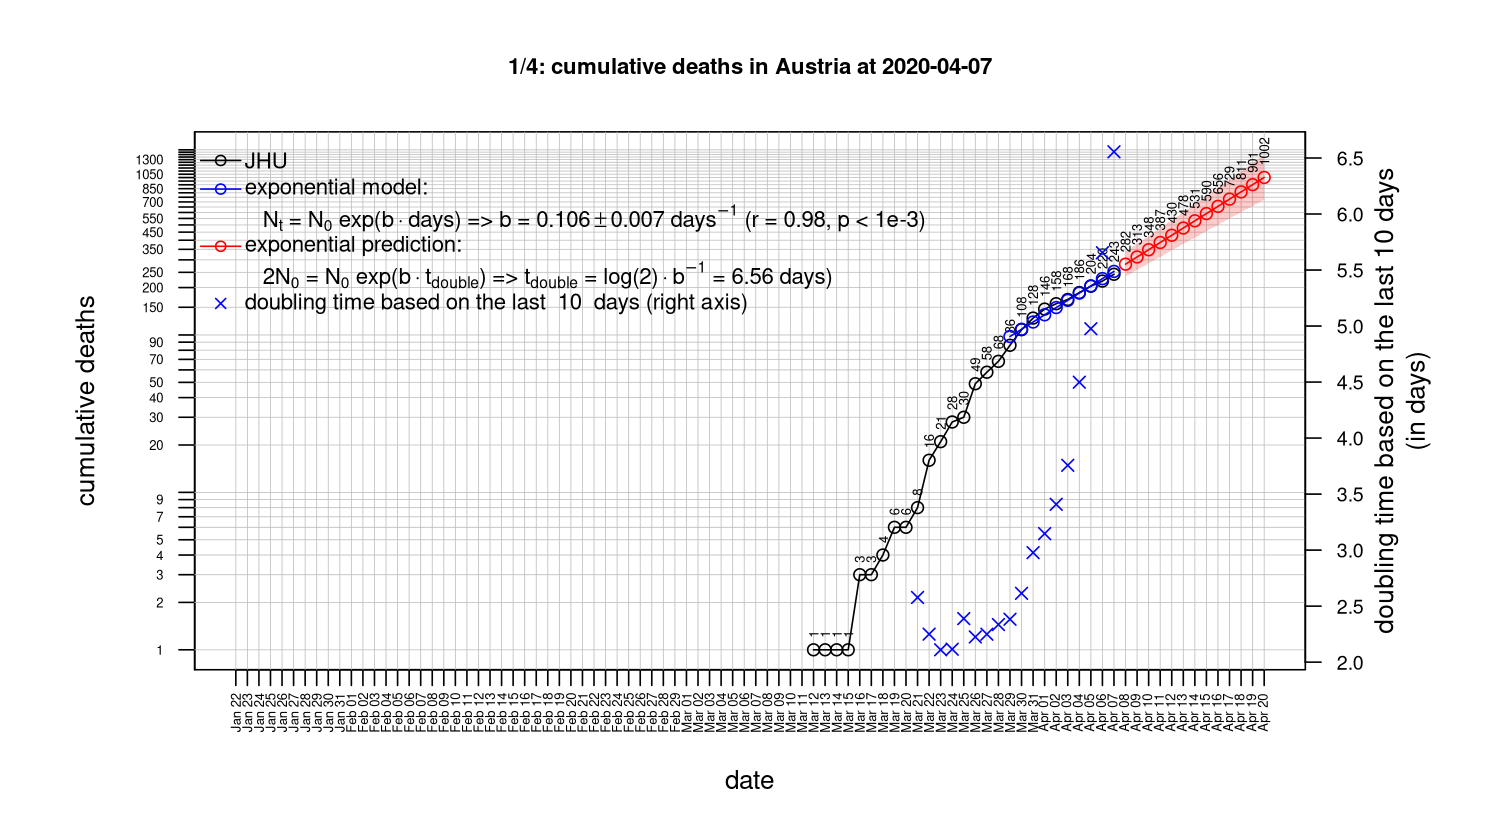 1/4: cumulative deaths in Austria at 2020-04-07
JHU
exponential model:
Nt = N0 exp(b · days) => b = 0.106 ± 0.007 days−1 (r = 0.98, p < 1e-3)
exponential prediction:
2N0 = N0 exp(b · tdouble) => tdouble = log(2) · b−1 = 6.56 days)
doubling time based on the last 10 days (right axis)
cumulative deaths
1300
1050
850
700
550
450
350
250
200
150
90
70
50
40
30
20
9
7
5
4
3
2
1
1 1 1 1 3 3 4 6 6 8 16 21 28 30 49 58 68 86 108 128 146 158 168 186 204 243 282 313 348 387 430 478 531 590 656 729 811 901 1002
6.5
6.0
5.5
5.0
4.5
4.0
3.5
3.0
2.5
2.0
doubling time based on the last 10 days
(in days)
Jan 22 Jan 23 Jan 24 Jan 25 Jan 26 Jan 27 Jan 28 Jan 29 Jan 30 Jan 31 Feb 01 Feb 02 Feb 03 Feb 04 Feb 05 Feb 06 Feb 07 Feb 08 Feb 09 Feb 10 Feb 11 Feb 12 Feb 13 Feb 14 Feb 15 Feb 16 Feb 17 Feb 18 Feb 19 Feb 20 Feb 21 Feb 22 Feb 23 Feb 24 Feb 25 Feb 26 Feb 27 Feb 28 Feb 29 Mar 01 Mar 02 Mar 03 Mar 04 Mar 05 Mar 06 Mar 07 Mar 08 Mar 09 Mar 10 Mar 11 Mar 12 Mar 13 Mar 14 Mar 15 Mar 16 Mar 17 Mar 18 Mar 19 Mar 20 Mar 21 Mar 22 Mar 23 Mar 24 Mar 25 Mar 26 Mar 27 Mar 28 Mar 29 Mar 30 Mar 31 Apr 01 Apr 02 Apr 03 Apr 04 Apr 05 Apr 06 Apr 07 Apr 08 Apr 09 Apr 10 Apr 11 Apr 12 Apr 13 Apr 14 Apr 15 Apr 16 Apr 17 Apr 18 Apr 19 Apr 20
date